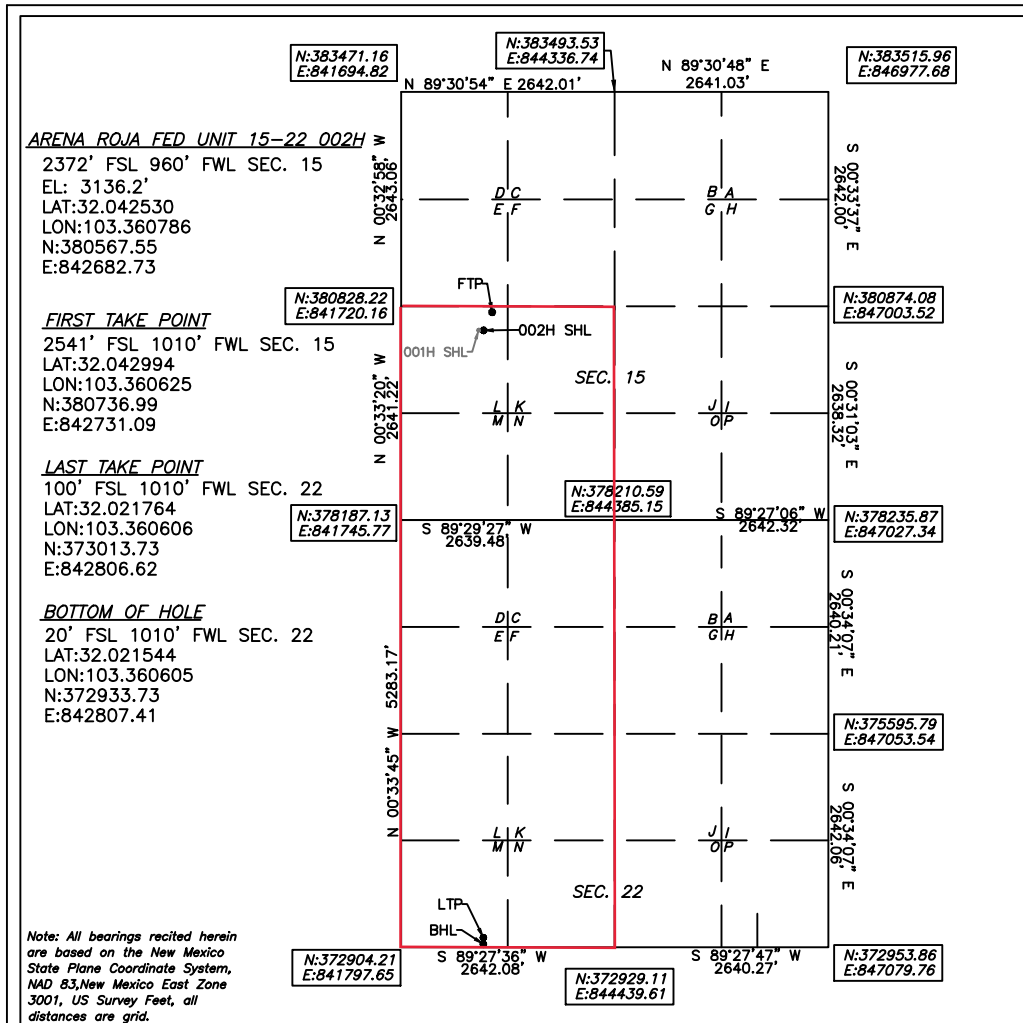 N:383471.16
E:841694.82
N:383493.53
E:844336.74
N 89°30'48" E
2641.03'
N:383515.96
E:846977.68
N 89°30'54" E 2642.01'
ARENA ROJA FED UNIT 15-22 002H
2372' FSL 960' FWL SEC. 15
EL: 3136.2'
LAT:32.042530
LON:103.360786
N:380567.55
E:842682.73
N 00°32'58" W
2643.06'
D C
E F
B A
G H
S 00°33'37" E
2642.00'
FIRST TAKE POINT
2541' FSL 1010' FWL SEC. 15
LAT:32.042994
LON:103.360625
N:380736.99
E:842731.09
N:380828.22
E:841720.16
FTP
002H SHL
001H SHL
SEC. 15
N:380874.08
E:847003.52
N 00°33'20" W
2641.22'
L K
M N
J I
O P
S 00°31'03" E
2638.32'
LAST TAKE POINT
100' FSL 1010' FWL SEC. 22
LAT:32.021764
LON:103.360606
N:373013.73
E:842806.62
N:378187.13
E:841745.77
S 89°29'27" W
2639.48'
N:378210.59
E:844385.15
S 89°27'06" W
2642.32'
N:378235.87
E:847027.34
BOTTOM OF HOLE
20' FSL 1010' FWL SEC. 22
LAT:32.021544
LON:103.360605
N:372933.73
E:842807.41
D C
E F
B A
G H
S 00°34'07" E
2640.21'
N 00°33'45" W 5283.17'
N:375595.79
E:847053.54
L K
M N
J I
O P
S 00°34'07" E
2642.06'
SEC. 22
LTP
BHL
S 89°27'36" W
2642.08'
S 89°27'47" W
2640.27'
N:372904.21
E:841797.65
N:372929.11
E:844439.61
N:372953.86
E:847079.76
Note: All bearings recited herein
are based on the New Mexico
State Plane Coordinate System,
NAD 83,New Mexico East Zone
3001, US Survey Feet, all
distances are grid.